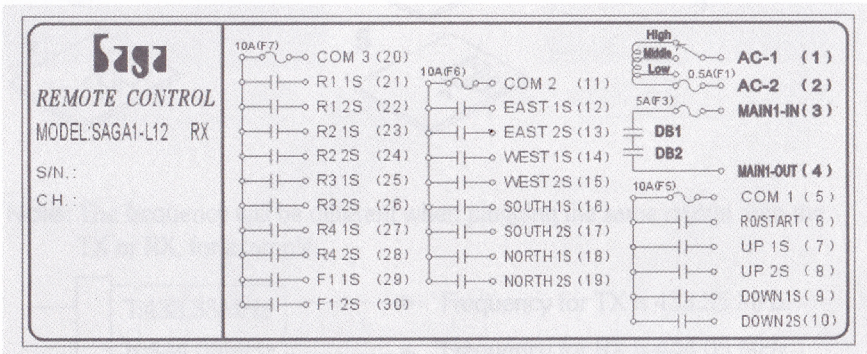 Saga
REMOTE CONTROL
MODEL:SAGA1-L12 RX
S/N.:
CH.:
10A(F7)
COM 3 (20)
R1 1S (21)
R1 2S (22)
R2 1S (23)
R2 2S (24)
R3 1S (25)
R3 2S (26)
R4 1S (27)
R4 2S (28)
F1 1S (29)
F1 2S (30)
10A(F6)
COM 2 (11)
EAST 1S (12)
EAST 2S (13)
WEST 1S (14)
WEST 2S (15)
SOUTH 1S (16)
SOUTH 2S (17)
NORTH 1S (18)
NORTH 2S (19)
High
Middle
Low
0.5A(F1)
AC-1 (1)
AC-2 (2)
5A(F3)
MAIN1-IN (3)
DB1
DB2
MAIN1-OUT (4)
10A(F5)
COM 1 (5)
R0/START (6)
UP 1S (7)
UP 2S (8)
DOWN 1S (9)
DOWN 2S (10)